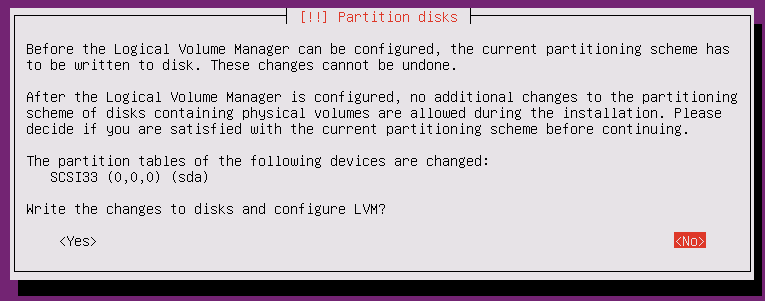 [!!] Partition disks
Before the Logical Volume Manager can be configured, the current partitioning scheme has
to be written to disk. These changes cannot be undone.
After the Logical Volume Manager is configured, no additional changes to the partitioning
scheme of disks containing physical volumes are allowed during the installation. Please
decide if you are satisfied with the current partitioning scheme before continuing.
The partition tables of the following devices are changed:
SCSI33 (0,0,0) (sda)
Write the changes to disks and configure LVM?
<Yes> <No>